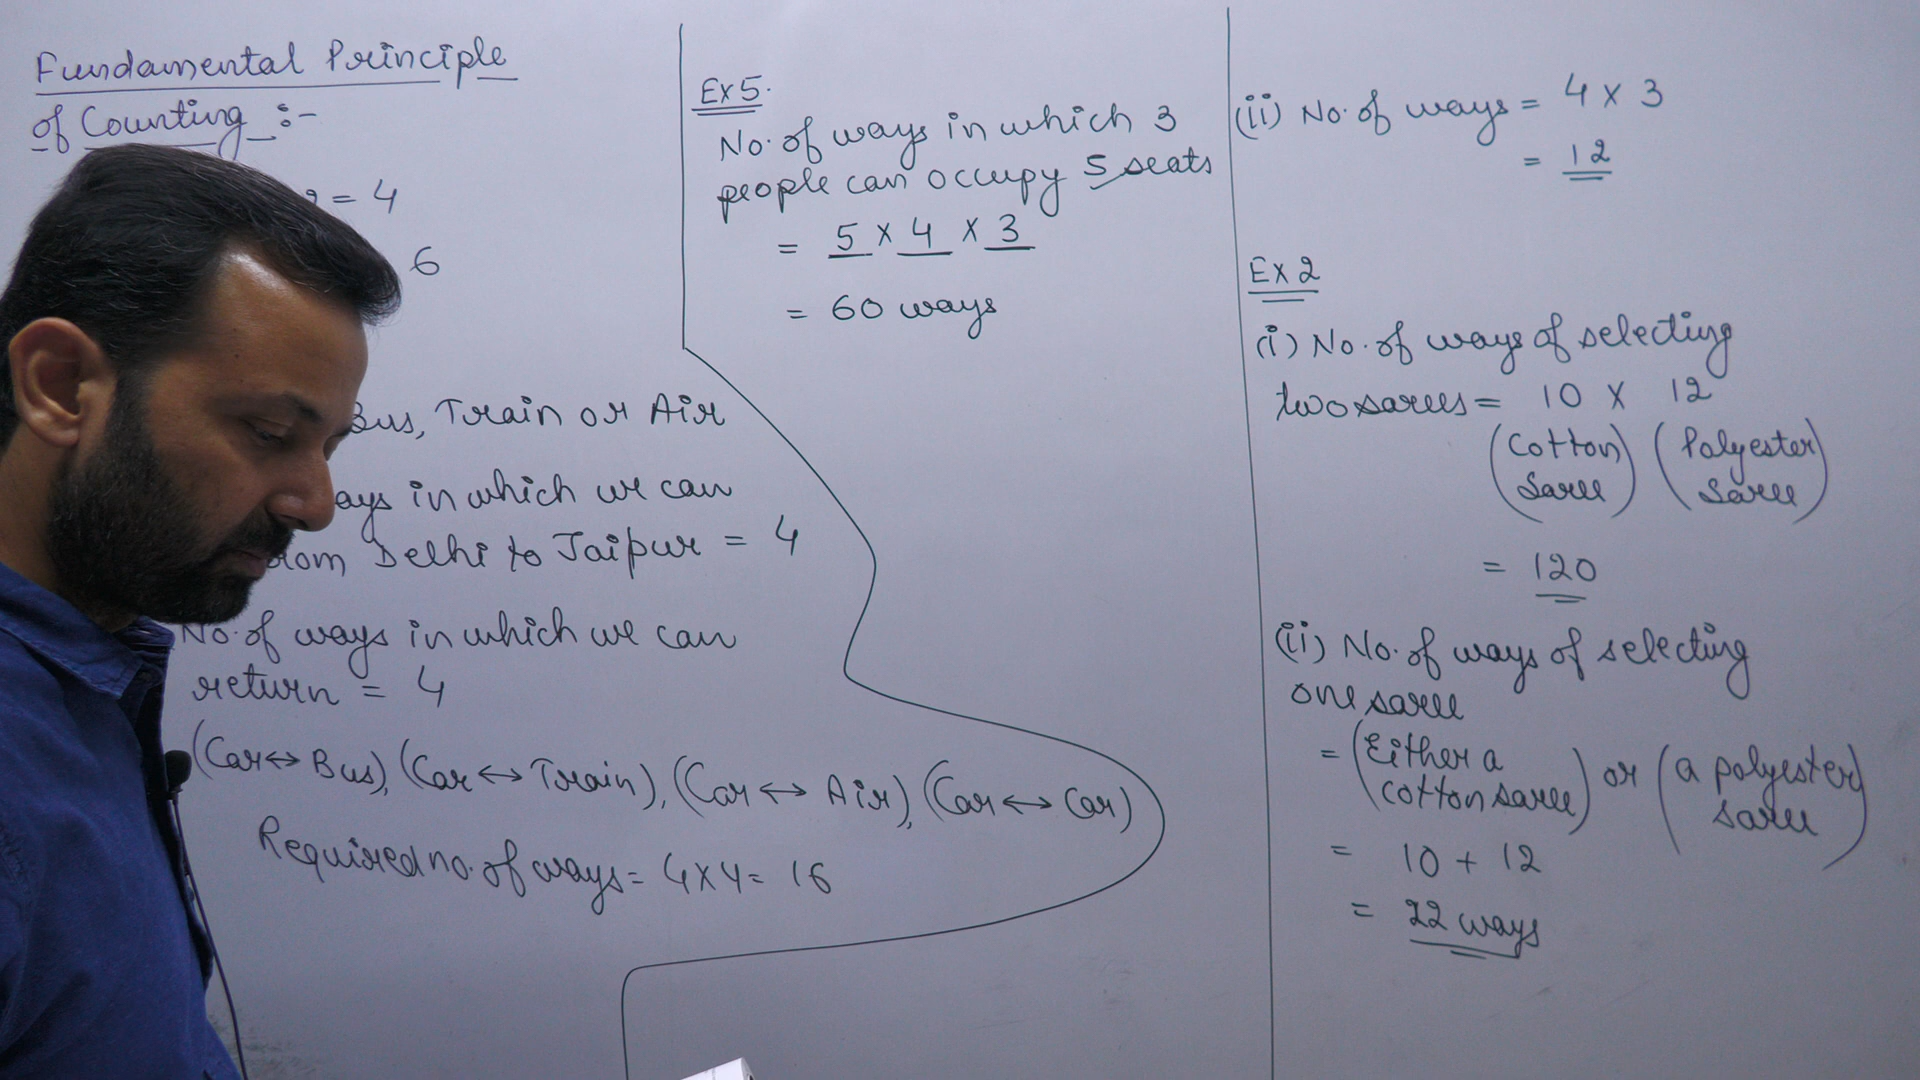 Fundamental Principle
of Counting :-
= 4
6
Bus, Train or Air
ways in which we can
from Delhi to Jaipur = 4
No. of ways in which we can
return = 4
(Car ↔ Bus), (Car ↔ Train), (Car ↔ Air), (Car ↔ Car)
Required no. of ways = 4 x 4 = 16
Ex 5.
No. of ways in which 3
people can occupy 5 seats
= 5 x 4 x 3
= 60 ways
(ii) No. of ways = 4 x 3
= 12
Ex 2
(i) No. of ways of selecting
two saree = 10 x 12
(Cotton Saree) (Polyester Saree)
= 120
(ii) No. of ways of selecting
one saree
= (Either a cotton saree) or (a polyester saree)
= 10 + 12
= 22 ways